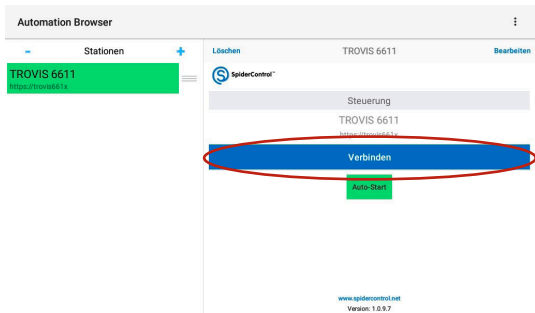 Automation Browser
- Stationen +
TROVIS 6611
https://trovis661x
Löschen TROVIS 6611 Bearbeiten
SpiderControl™
Steuerung
TROVIS 6611
https://trovis661x
Verbinden
Auto-Start
www.spidercontrol.net
Version: 1.0.9.7